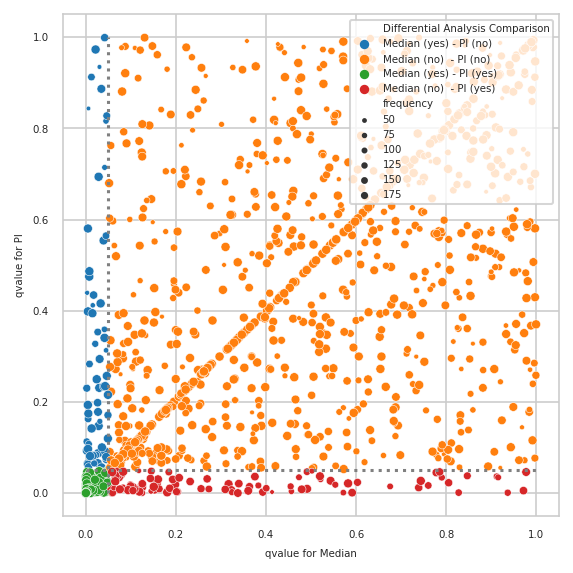 Differential Analysis Comparison
Median (yes) - PI (no)
Median (no)  - PI (no)
Median (yes) - PI (yes)
Median (no)  - PI (yes)
frequency
50
75
100
125
150
175
1.0
0.8
0.6
0.4
0.2
0.0
qvalue for PI
0.0
0.2
0.4
0.6
0.8
1.0
qvalue for Median